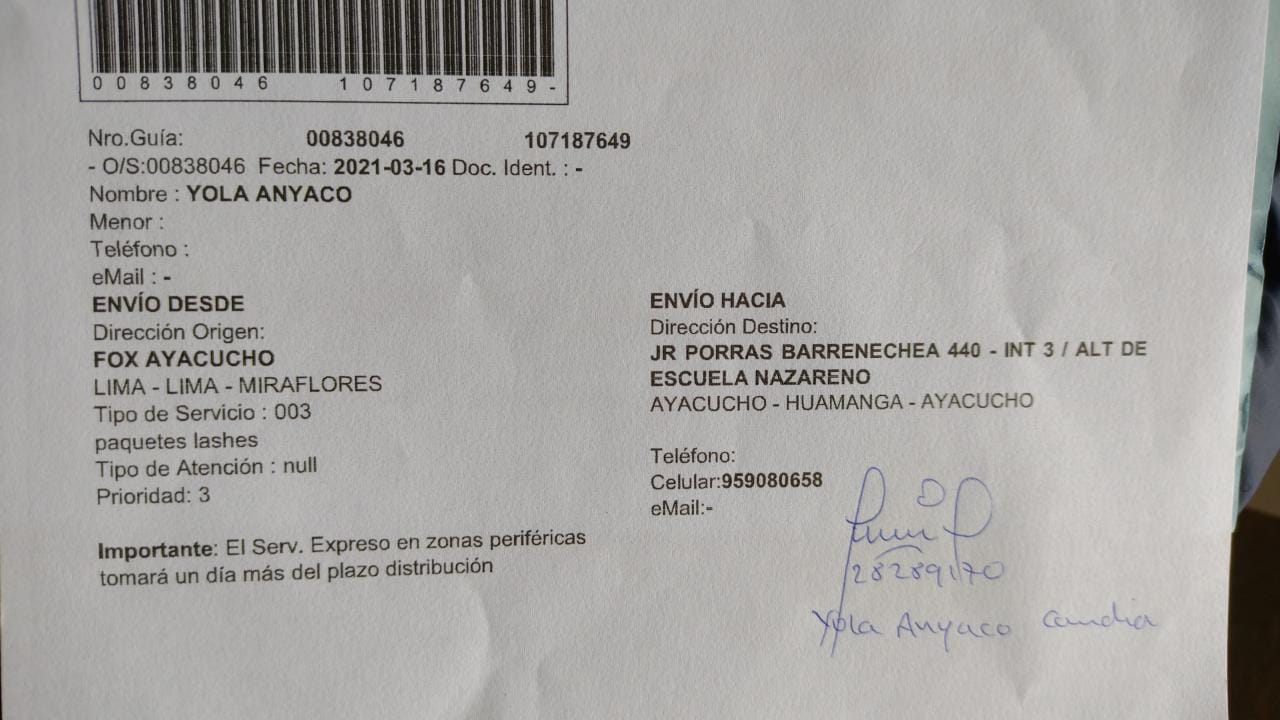 00838046 107187649-
Nro.Guía: 00838046 107187649
- O/S:00838046 Fecha: 2021-03-16 Doc. Ident. : -
Nombre : YOLA ANYACO
Menor :
Teléfono :
eMail : -
ENVÍO DESDE
Dirección Origen:
FOX AYACUCHO
LIMA - LIMA - MIRAFLORES
Tipo de Servicio : 003
paquetes lashes
Tipo de Atención : null
Prioridad: 3
Importante: El Serv. Expreso en zonas periféricas
tomará un día más del plazo distribución
ENVÍO HACIA
Dirección Destino:
JR PORRAS BARRENECHEA 440 - INT 3 / ALT DE
ESCUELA NAZARENO
AYACUCHO - HUAMANGA - AYACUCHO
Teléfono:
Celular:959080658
eMail:-
28289170
Yola Anyaco Candia